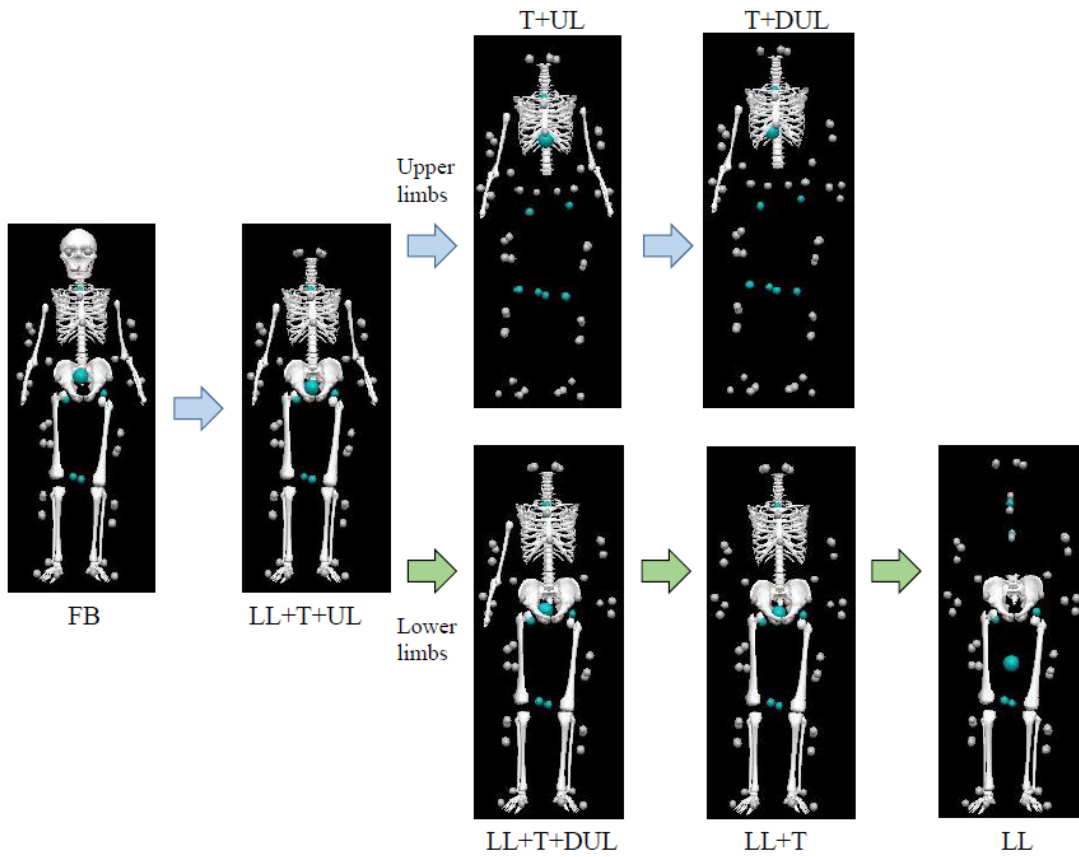 T+UL
T+DUL
Upper
limbs
FB
LL+T+UL
Lower
limbs
LL+T+DUL
LL+T
LL